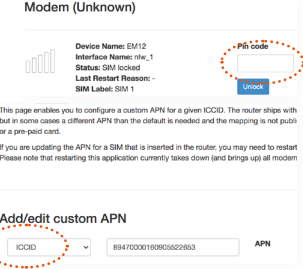 Modem (Unknown)
Device Name: EM12
Pin code
Interface Name: nlw_1
Status: SIM locked
Last Restart Reason: -
SIM Label: SIM 1
Unlock
This page enables you to configure a custom APN for a given ICCID. The router ships with
but in some cases a different APN than the default is needed and the mapping is not publi
or a pre-paid card.
If you are updating the APN for a SIM that is inserted in the router, you may need to restart
Please note that restarting this application currently takes down (and brings up) all modem
Add/edit custom APN
ICCID
89470000160905522653
APN